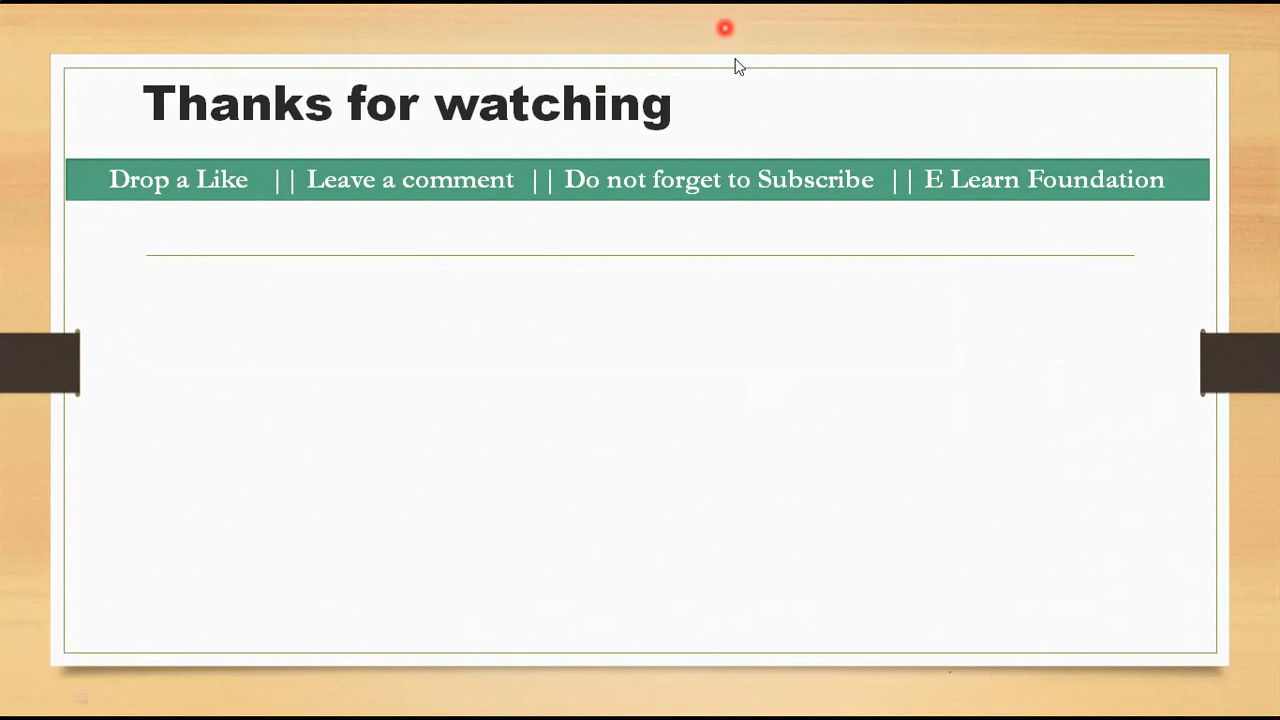 Thanks for watching
Drop a Like || Leave a comment || Do not forget to Subscribe || E Learn Foundation